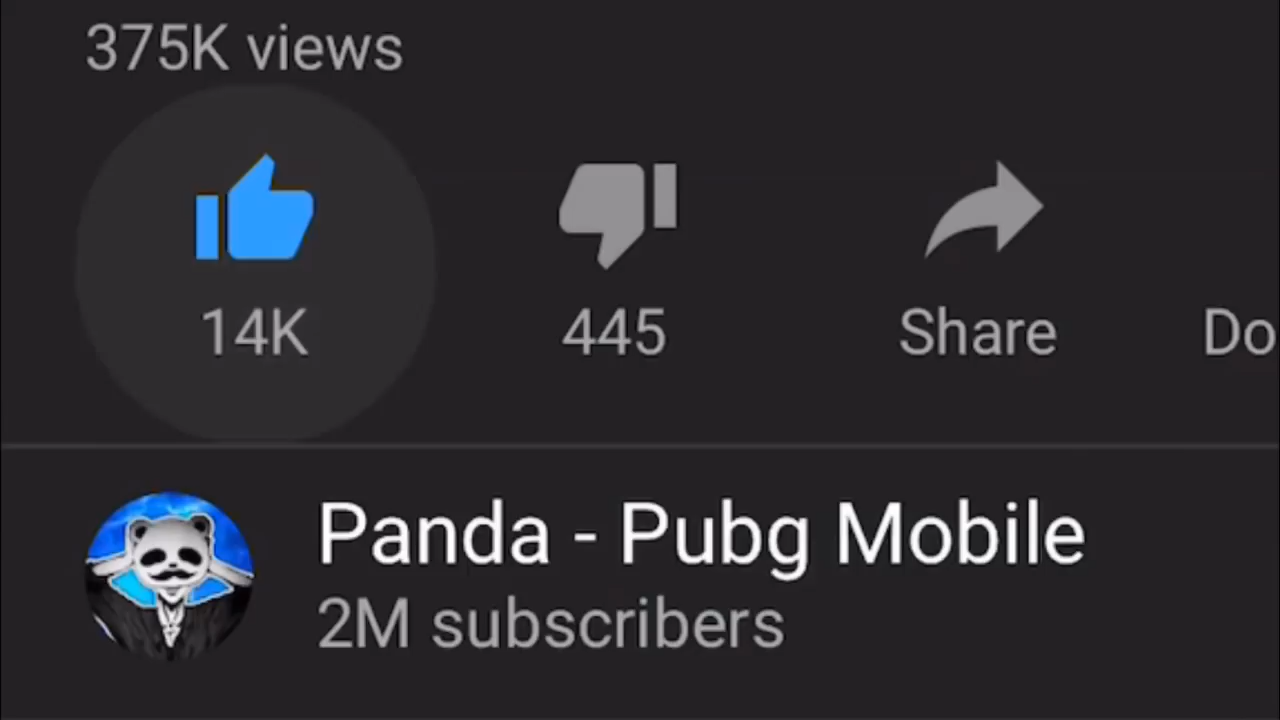 375K views
14K
445
Share
Do
Panda - Pubg Mobile
2M subscribers